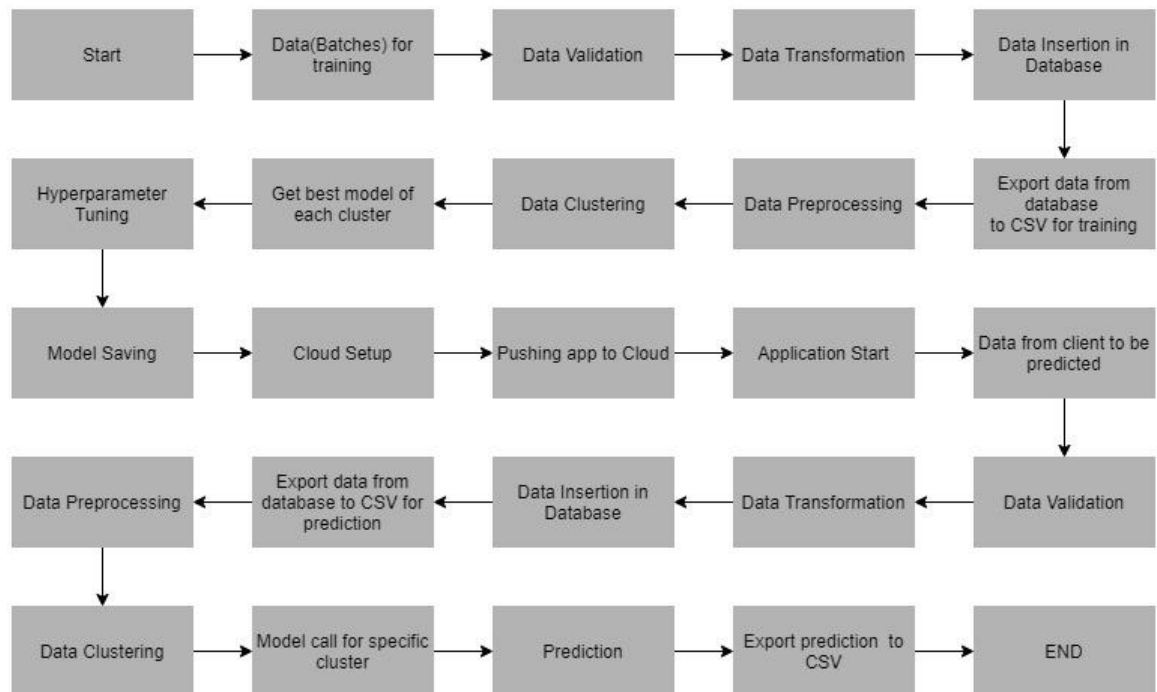 Start
Data(Batches) for
training
Data Validation
Data Transformation
Data Insertion in
Database
Export data from
database
to CSV for training
Data Preprocessing
Data Clustering
Get best model of
each cluster
Hyperparameter
Tuning
Model Saving
Cloud Setup
Pushing app to Cloud
Application Start
Data from client to be
predicted
Data Validation
Data Transformation
Data Insertion in
Database
Export data from
database to CSV for
prediction
Data Preprocessing
Data Clustering
Model call for specific
cluster
Prediction
Export prediction to
CSV
END